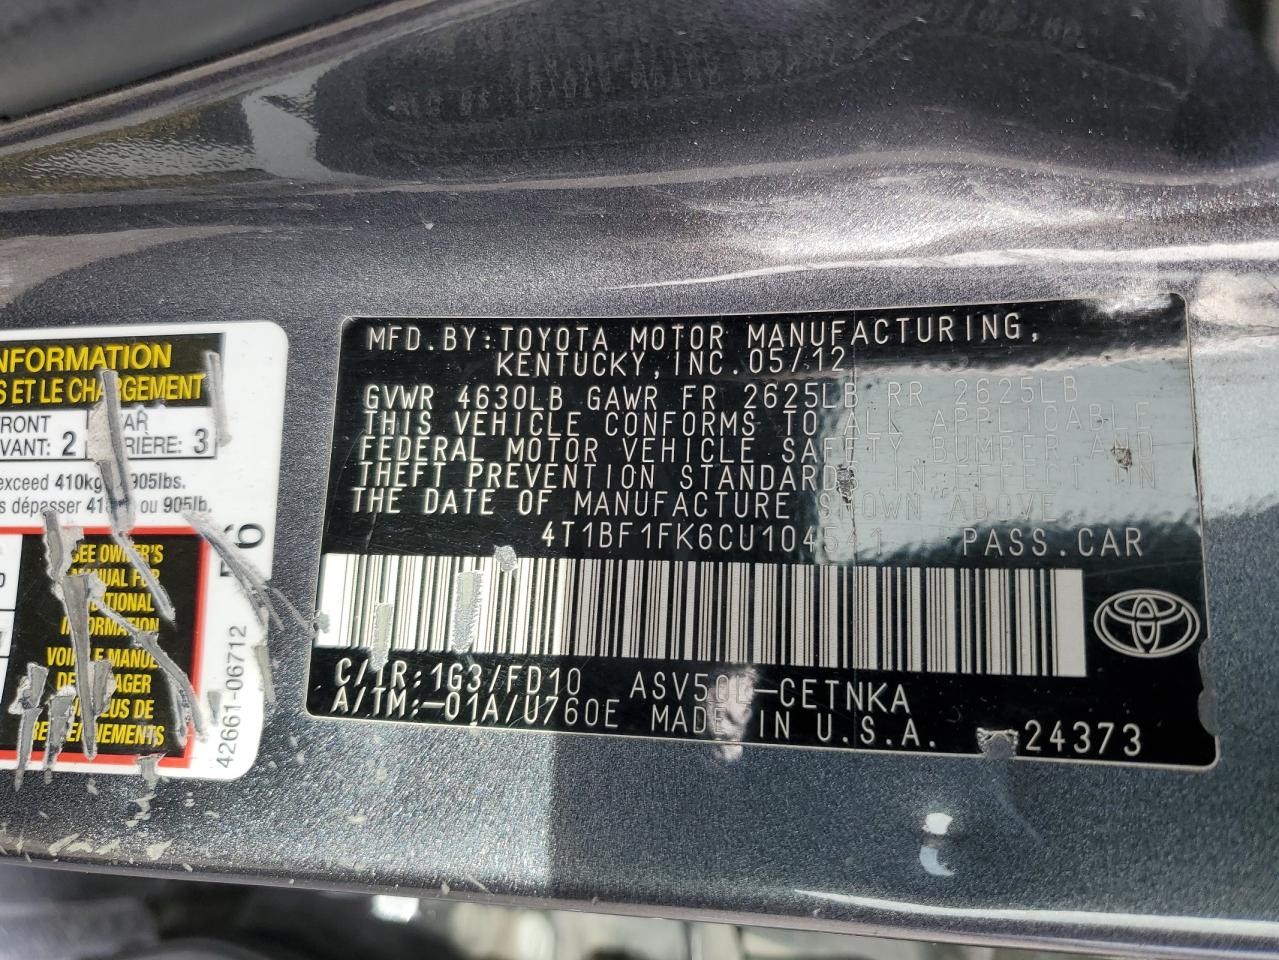 NFORMATION
S ET LE CHARGEMENT
FRONT
VANT: 2
RIÈRE: 3
exceed 410kg 905lbs.
s dépasser ou 905lb.
SEE OWNER'S
MANUAL FOR
INFORMATION
VOIR LE MANUEL
PLUS DE
42661-06712
MFD.BY:TOYOTA MOTOR MANUFACTURING,
KENTUCKY,INC.05/12
GVWR 4630LB GAWR FR 2625LB RR 2625LB
THIS VEHICLE CONFORMS TO ALL APPLICABLE
FEDERAL MOTOR VEHICLE SAFETY BUMPER AND
THEFT PREVENTION STANDARDS IN EFFECT ON
THE DATE OF MANUFACTURE SHOWN ABOVE
4T1BF1FK6CU104541 PASS.CAR
C/TR:1G3/FD10 ASV50L-CETNKA
A/TM:-01A/U760E MADE IN U.S.A.
24373